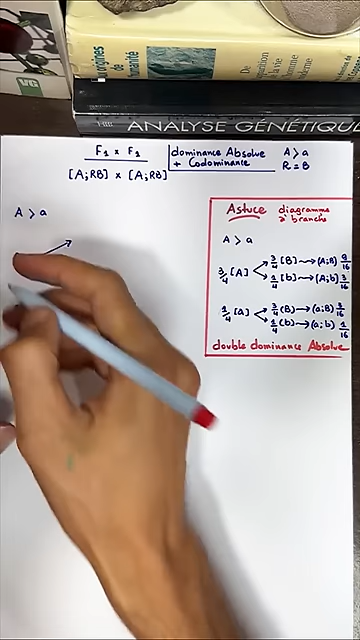 VG
origines de l'humanité
De
ANALYSE GÉNÉTIQUE
F1 x F1
dominance Absolue
+ Codominance
A > a
R = B
[A;RB] x [A;RB]
A > a
Astuce diagramme
à branche
A > a
3/4 [A]
3/4 [B] → (A;B) 9/16
1/4 [b] → (A;b) 3/16
1/4 [a]
3/4 (B) → (a;B) 3/16
1/4 (b) → (a;b) 1/16
double dominance Absolue